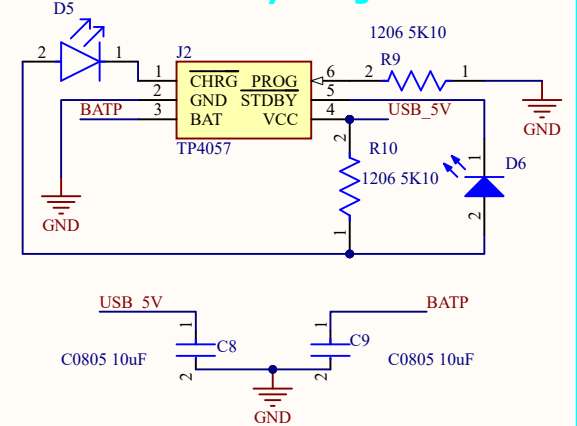 D5
1206 5K10
2
1
J2
R9
1
CHRG
PROG
6
2
1
2
GND
STDBY
5
USB_5V
BATP
3
BAT
VCC
4
GND
TP4057
2
R10
1
D6
1206 5K10
GND
1
2
USB_5V
BATP
1
1
C8
C9
C0805 10uF
C0805 10uF
2
2
GND